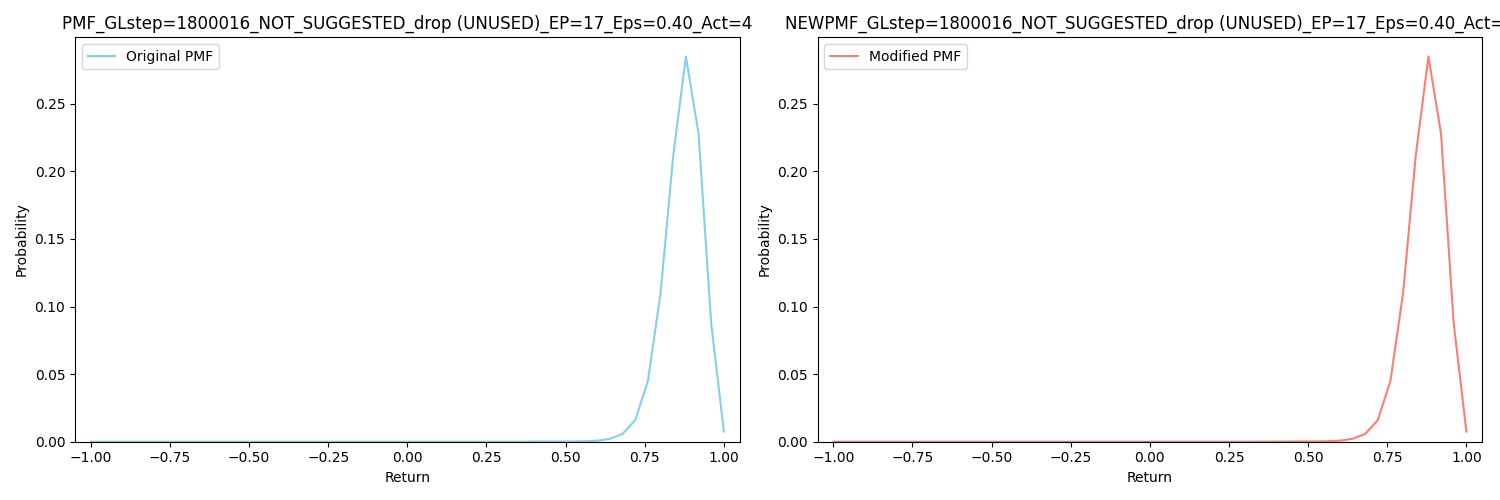 PMF_GLstep=1800016_NOT_SUGGESTED_drop (UNUSED)_EP=17_Eps=0.40_Act=4
Original PMF
Probability
0.25
0.20
0.15
0.10
0.05
0.00
−1.00 −0.75 −0.50 −0.25 0.00 0.25 0.50 0.75 1.00
Return
NEWPMF_GLstep=1800016_NOT_SUGGESTED_drop (UNUSED)_EP=17_Eps=0.40_Act=
Modified PMF
Probability
0.25
0.20
0.15
0.10
0.05
0.00
−1.00 −0.75 −0.50 −0.25 0.00 0.25 0.50 0.75 1.00
Return